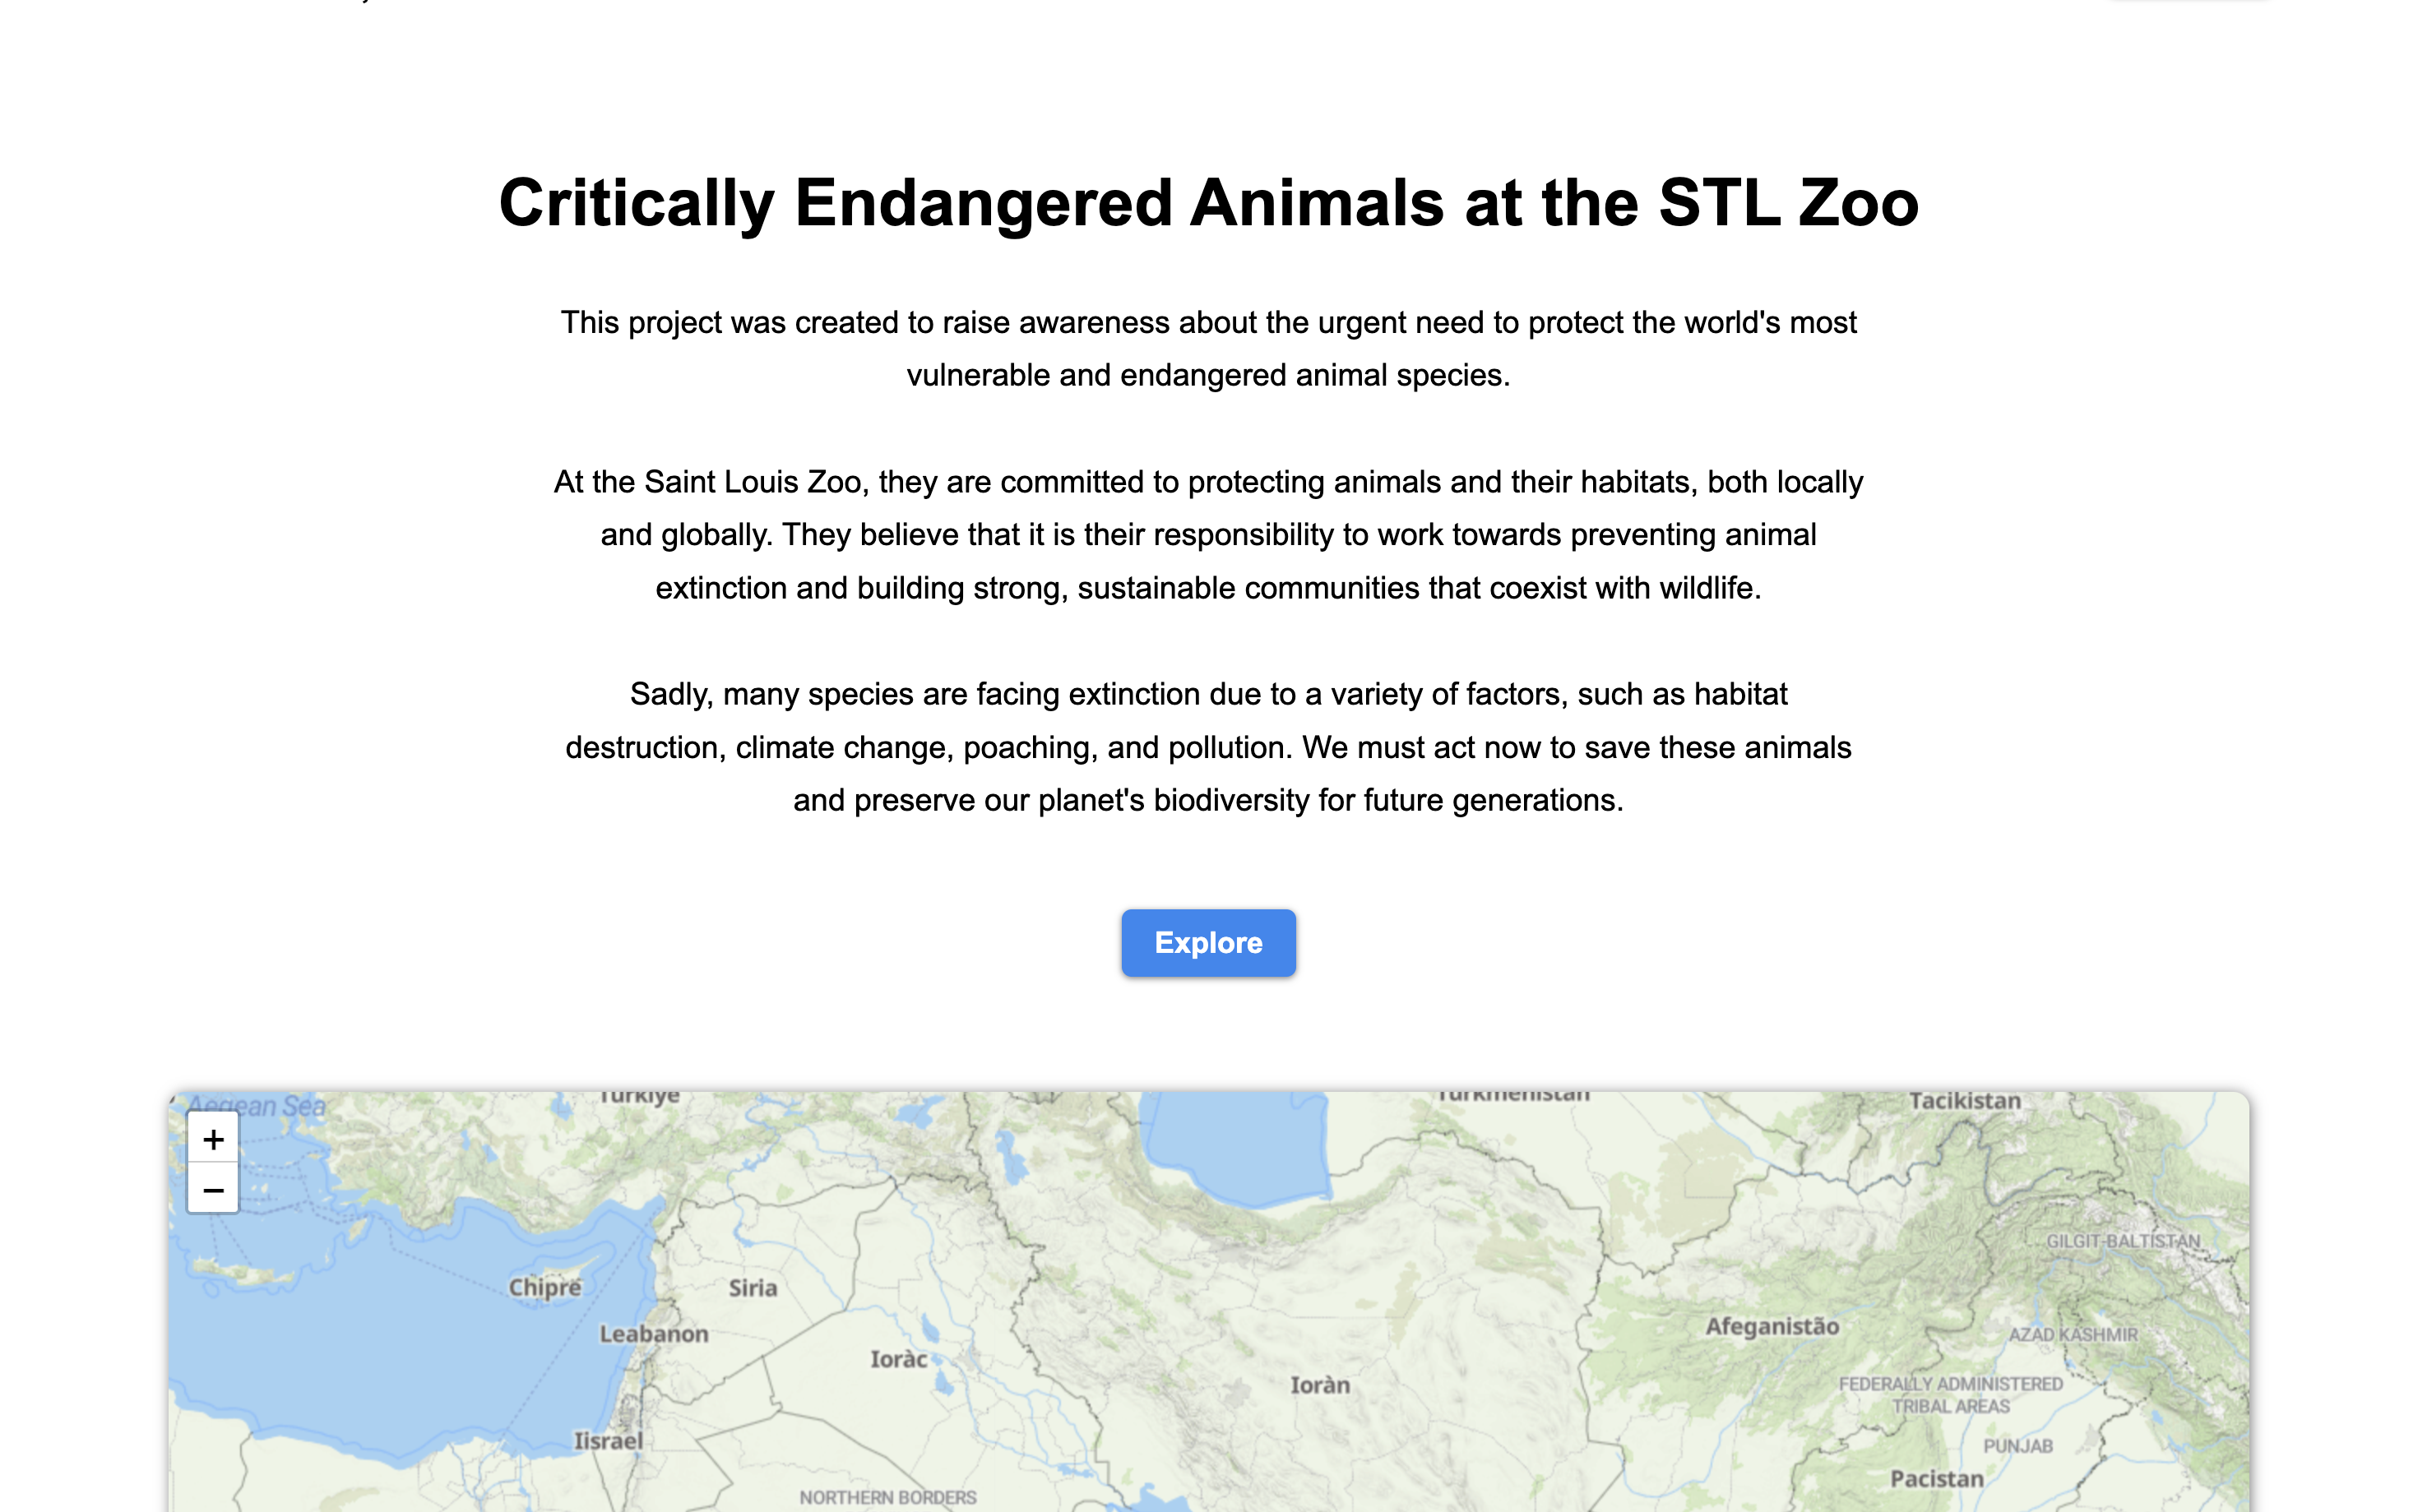 Critically Endangered Animals at the STL Zoo
This project was created to raise awareness about the urgent need to protect the world's most
vulnerable and endangered animal species.
At the Saint Louis Zoo, they are committed to protecting animals and their habitats, both locally
and globally. They believe that it is their responsibility to work towards preventing animal
extinction and building strong, sustainable communities that coexist with wildlife.
Sadly, many species are facing extinction due to a variety of factors, such as habitat
destruction, climate change, poaching, and pollution. We must act now to save these animals
and preserve our planet's biodiversity for future generations.
Explore
Aegean Sea
Türkiye
Turkmenistan
Tacikistan
+
−
GILGIT-BALTISTAN
Chipre
Siria
Leabanon
Afeganistão
AZAD KASHMIR
Ioràc
Ioràn
FEDERALLY ADMINISTERED
TRIBAL AREAS
Iisrael
PUNJAB
Pacistan
NORTHERN BORDERS